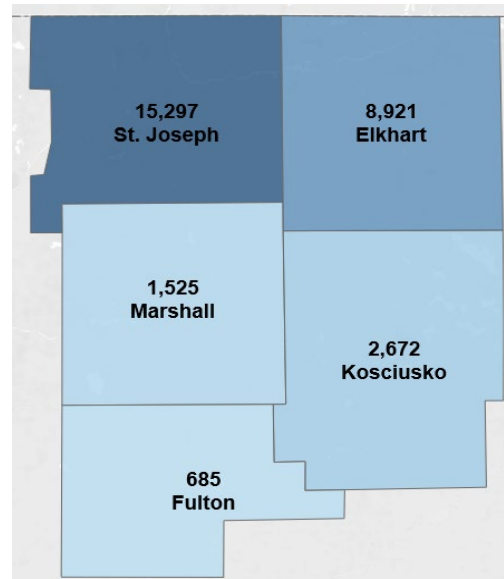 15,297
St. Joseph
8,921
Elkhart
1,525
Marshall
2,672
Kosciusko
685
Fulton